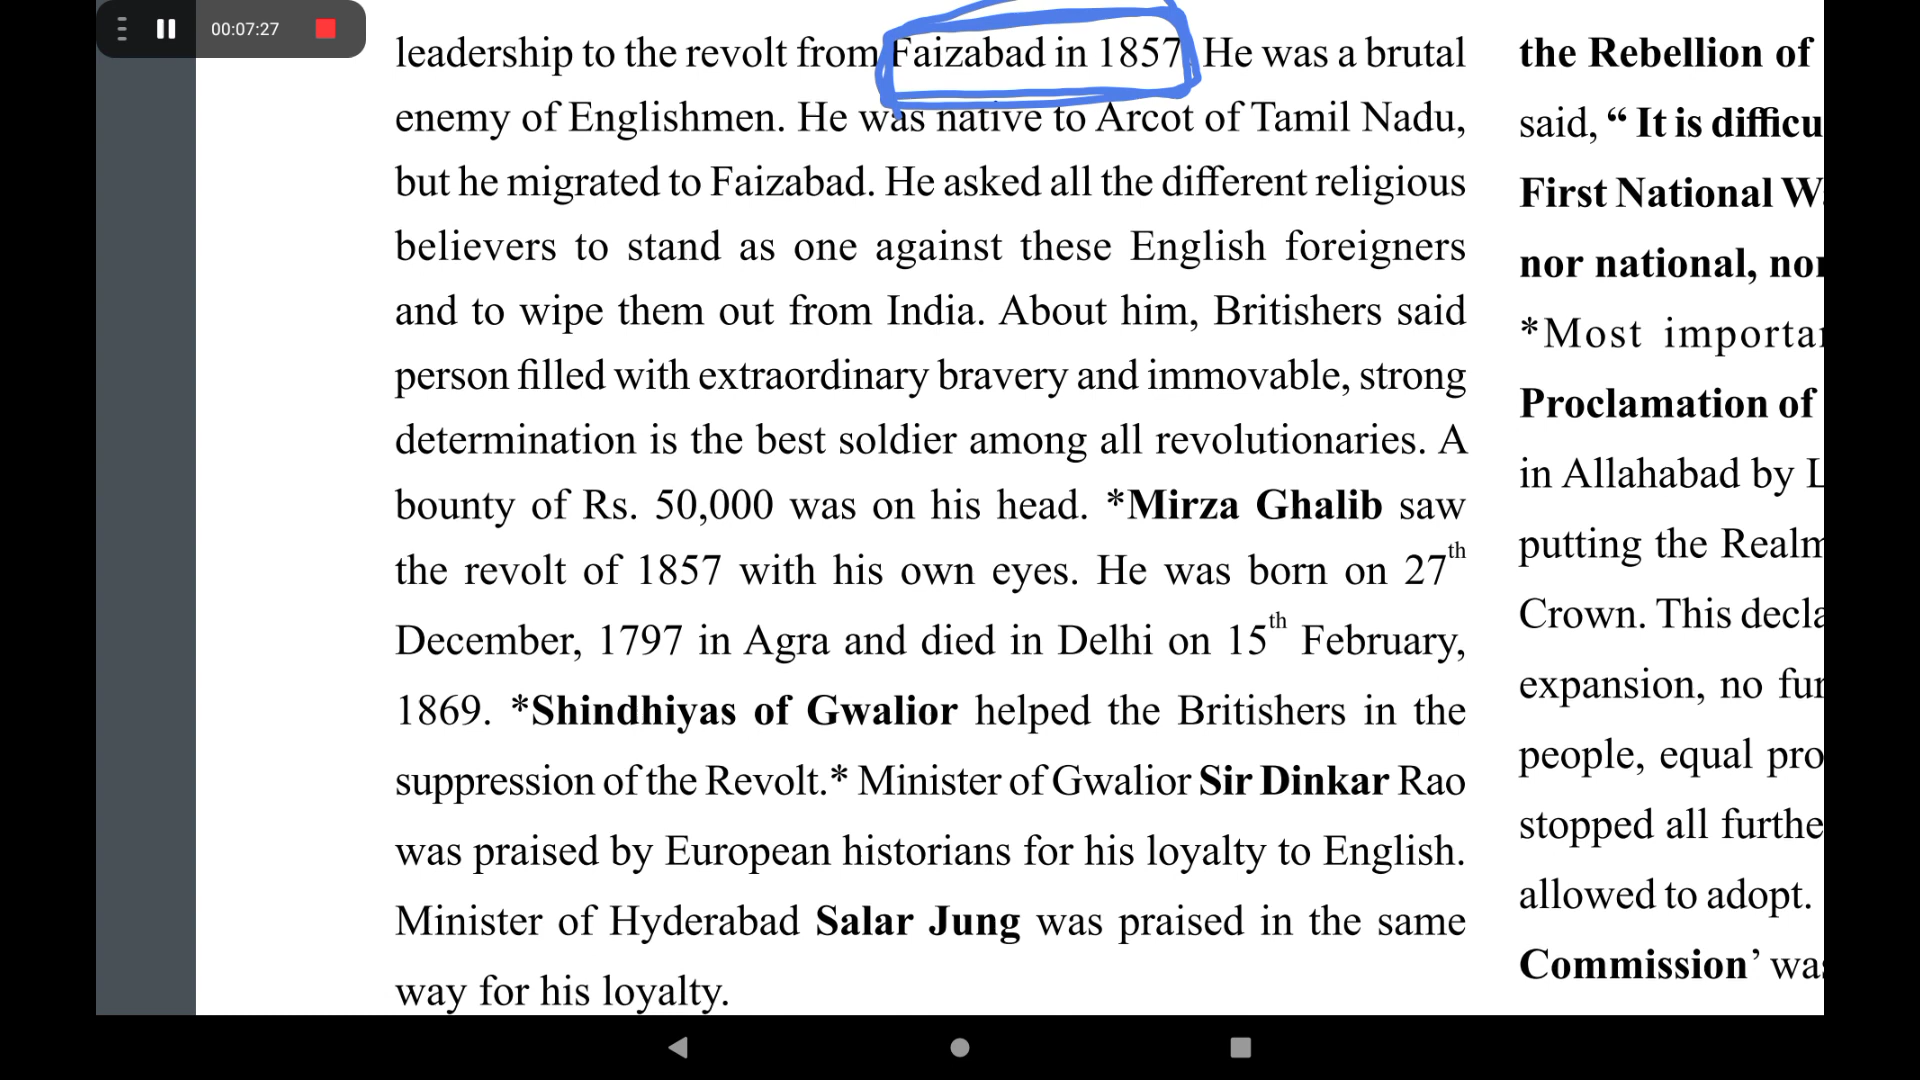 00:07:27
leadership to the revolt from Faizabad in 1857. He was a brutal
enemy of Englishmen. He was native to Arcot of Tamil Nadu,
but he migrated to Faizabad. He asked all the different religious
believers to stand as one against these English foreigners
and to wipe them out from India. About him, Britishers said
person filled with extraordinary bravery and immovable, strong
determination is the best soldier among all revolutionaries. A
bounty of Rs. 50,000 was on his head. *Mirza Ghalib saw
the revolt of 1857 with his own eyes. He was born on 27th
December, 1797 in Agra and died in Delhi on 15th February,
1869. *Shindhiyas of Gwalior helped the Britishers in the
suppression of the Revolt.* Minister of Gwalior Sir Dinkar Rao
was praised by European historians for his loyalty to English.
Minister of Hyderabad Salar Jung was praised in the same
way for his loyalty.
the Rebellion of
said, “ It is difficu
First National W
nor national, nor
*Most importa
Proclamation of
in Allahabad by L
putting the Realm
Crown. This decla
expansion, no fur
people, equal pro
stopped all furthe
allowed to adopt.
Commission’ was